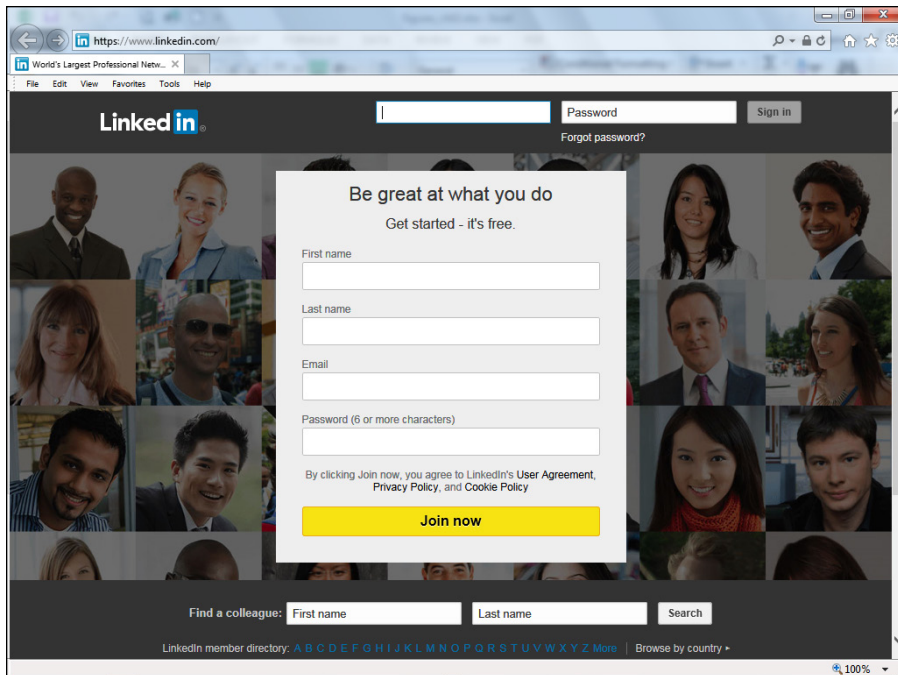 https://www.linkedin.com/
World's Largest Professional Netw...
File Edit View Favorites Tools Help
Linked in®
Password
Sign in
Forgot password?
Be great at what you do
Get started - it's free.
First name
Last name
Email
Password (6 or more characters)
By clicking Join now, you agree to LinkedIn's User Agreement,
Privacy Policy, and Cookie Policy
Join now
Find a colleague: First name Last name Search
LinkedIn member directory: A B C D E F G H I J K L M N O P Q R S T U V W X Y Z More | Browse by country
100%